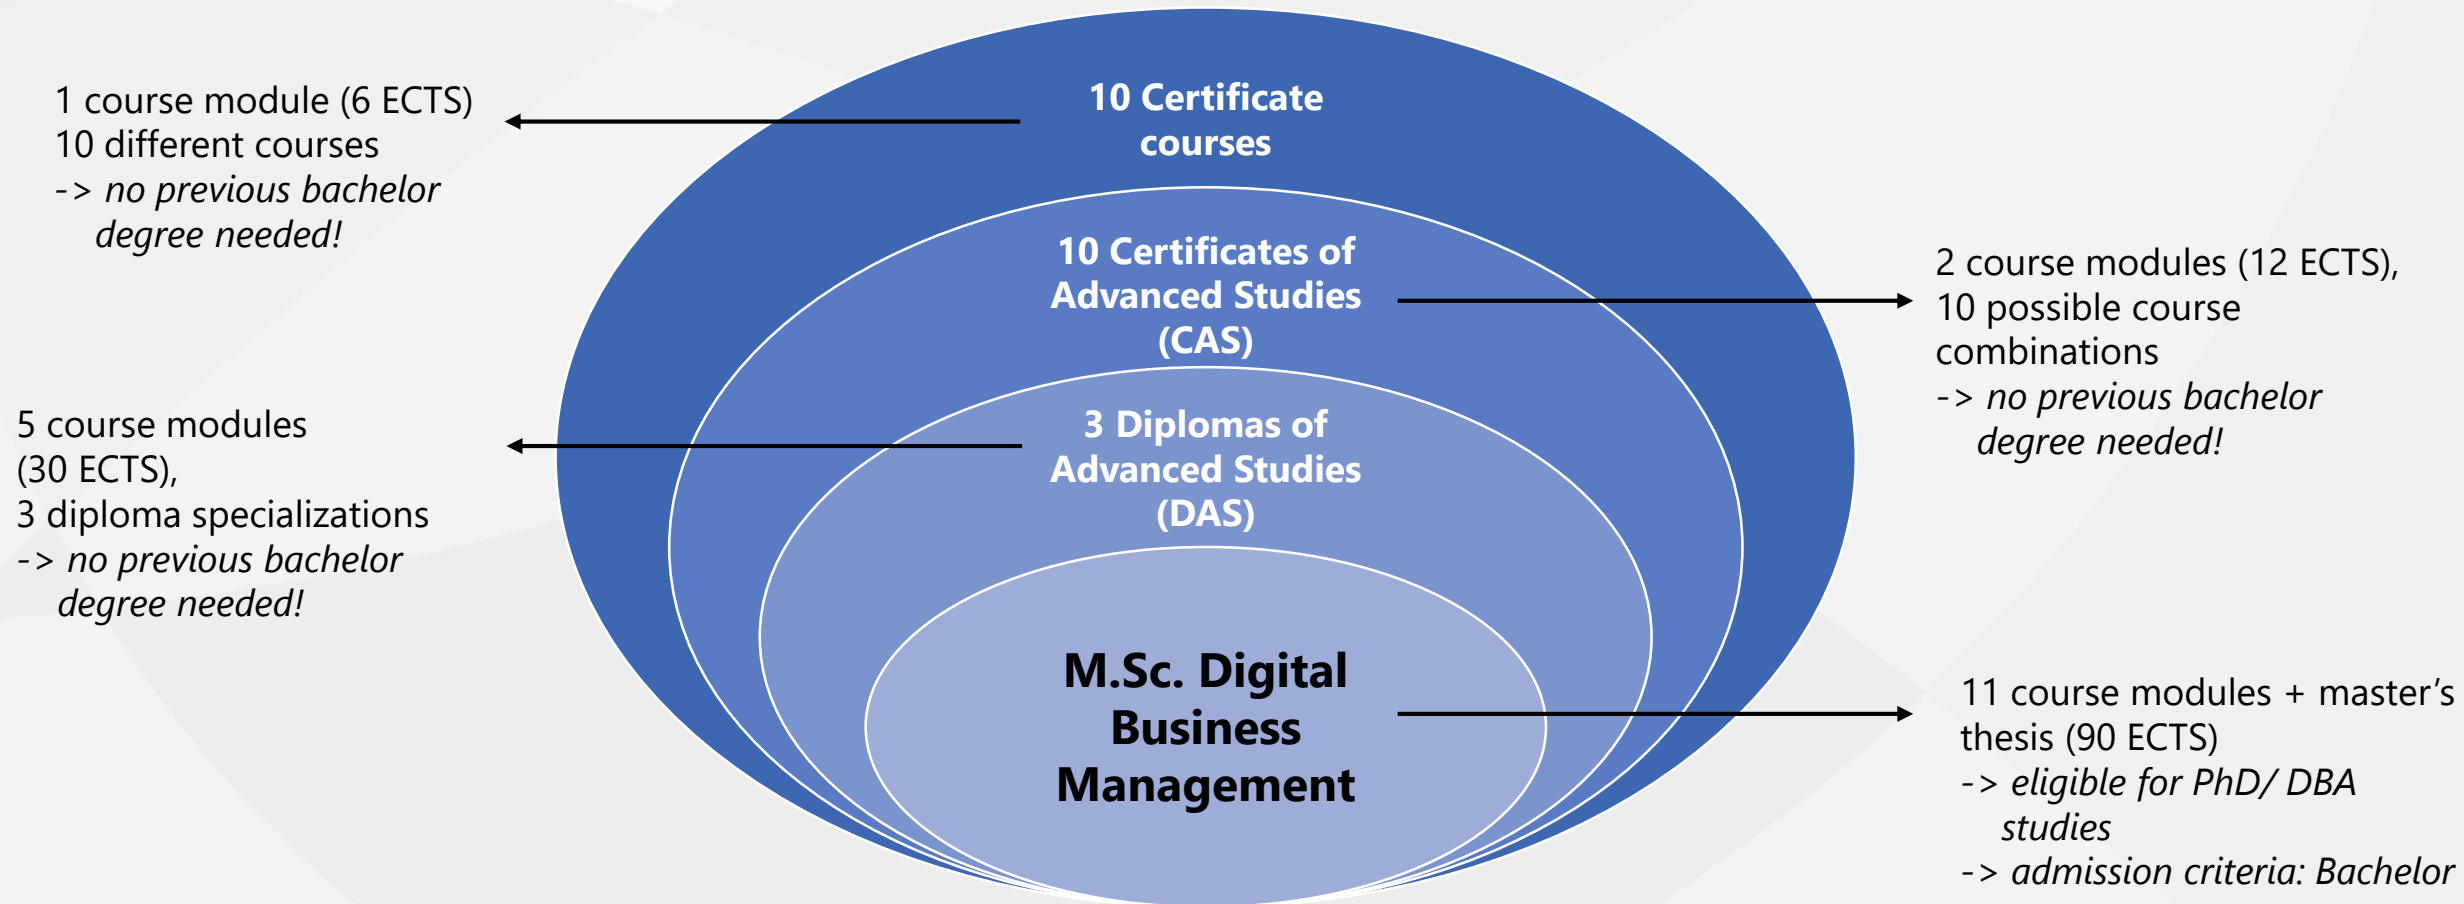 1 course module (6 ECTS)
10 different courses
-> no previous bachelor
degree needed!
10 Certificate
courses
10 Certificates of
Advanced Studies
(CAS)
2 course modules (12 ECTS),
10 possible course
combinations
-> no previous bachelor
degree needed!
5 course modules
(30 ECTS),
3 diploma specializations
-> no previous bachelor
degree needed!
3 Diplomas of
Advanced Studies
(DAS)
M.Sc. Digital
Business
Management
11 course modules + master’s
thesis (90 ECTS)
-> eligible for PhD/ DBA
studies
-> admission criteria: Bachelor